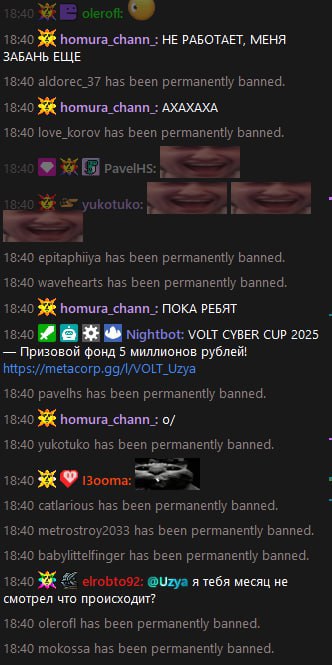 18:40 olerofl:
18:40 homura_chann_: НЕ РАБОТАЕТ, МЕНЯ
ЗАБАНЬ ЕЩЕ
18:40 aldorec_37 has been permanently banned.
18:40 homura_chann_: АХАХАХА
18:40 love_korov has been permanently banned.
18:40 PavelHS:
18:40 yukotuko:
18:40 epitaphiiya has been permanently banned.
18:40 wavehearts has been permanently banned.
18:40 homura_chann_: ПОКА РЕБЯТ
18:40 Nightbot: VOLT CYBER CUP 2025
— Призовой фонд 5 миллионов рублей!
https://metacorp.gg/l/VOLT_Uzya
18:40 pavelhs has been permanently banned.
18:40 homura_chann_: o/
18:40 yukotuko has been permanently banned.
18:40 l3ooma:
18:40 catlarious has been permanently banned.
18:40 metrostroy2033 has been permanently banned.
18:40 babylittelfinger has been permanently banned.
18:40 elrobto92: @Uzya я тебя месяц не
смотрел что происходит?
18:40 olerofl has been permanently banned.
18:40 mokossa has been permanently banned.